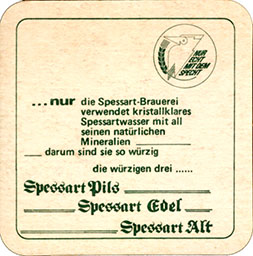 NUR
ECHT
MIT DEM
SPECHT
...nur die Spessart-Brauerei
verwendet kristallklares
Spessartwasser mit all
seinen natürlichen
Mineralien
darum sind sie so würzig
die würzigen drei ......
Spessart Pils
Spessart Edel
Spessart Alt